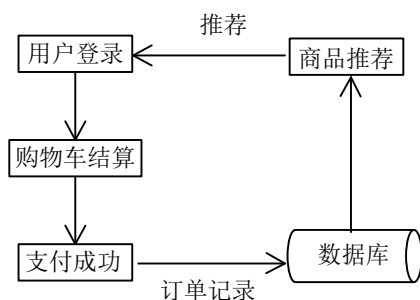 推荐
用户登录
商品推荐
购物车结算
支付成功
数据库
订单记录